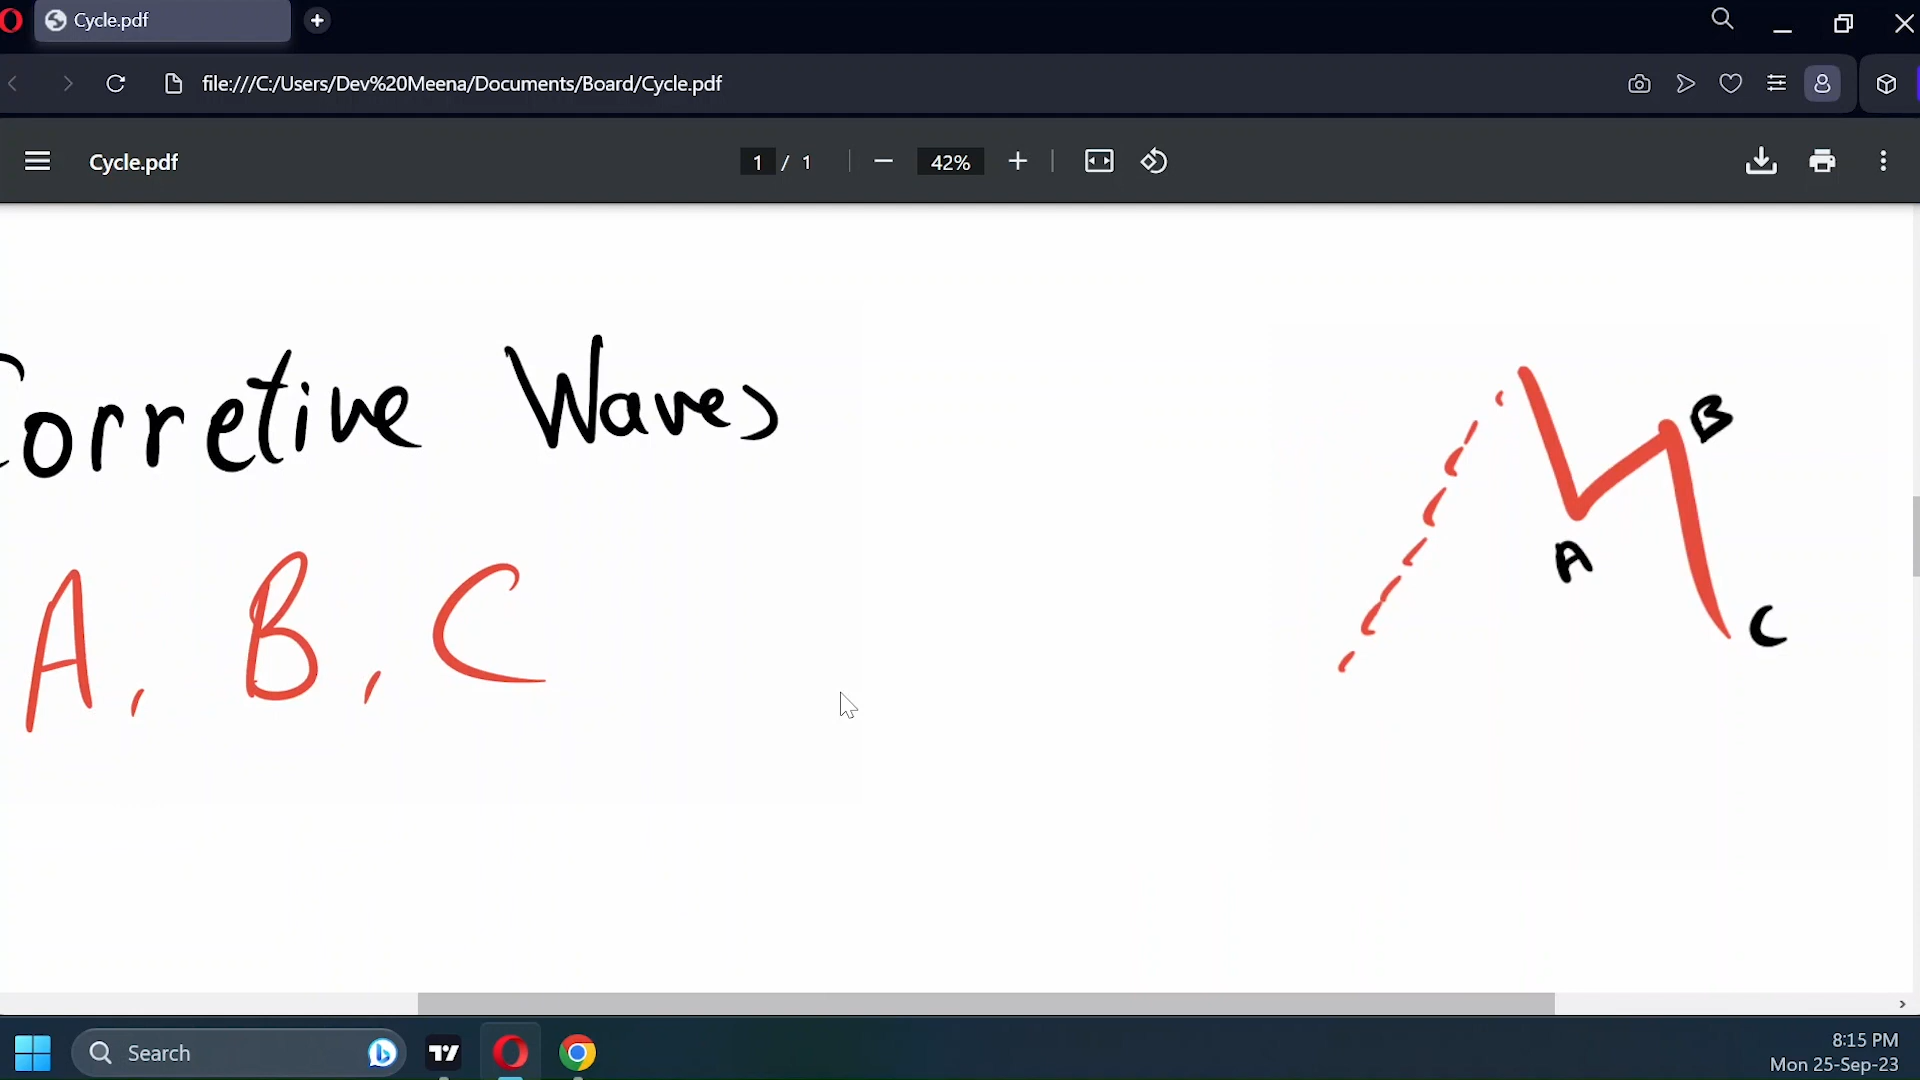 Cycle.pdf
file:///C:/Users/Dev%20Meena/Documents/Board/Cycle.pdf
Cycle.pdf
1 / 1
42%
Corretive Waves
A, B, C
B
A
C
Search
8:15 PM
Mon 25-Sep-23